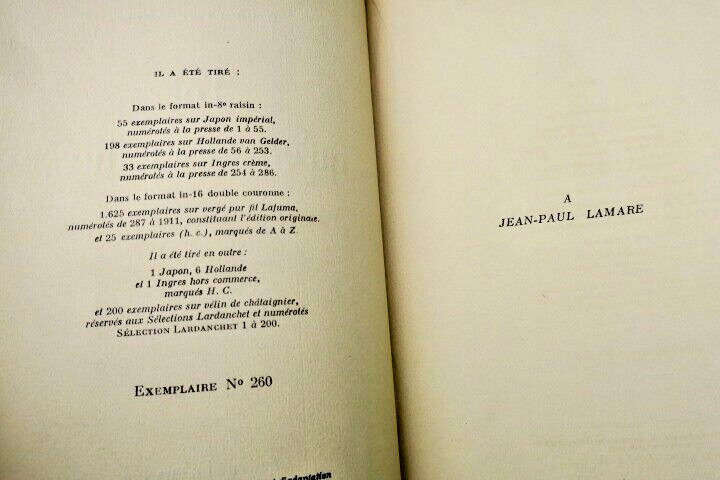 IL A ÉTÉ TIRÉ :
Dans le format in-8º raisin :
55 exemplaires sur Japon impérial,
numérotés à la presse de 1 à 55.
198 exemplaires sur Hollande van Gelder,
numérotés à la presse de 56 à 253.
33 exemplaires sur Ingres crème,
numérotés à la presse de 254 à 286.
Dans le format in-16 double couronne :
1.625 exemplaires sur vergé pur fil Lafuma,
numérotés de 287 à 1911, constituant l'édition originale.
et 25 exemplaires (h. c.), marqués de A à Z.
Il a été tiré en outre :
1 Japon, 6 Hollande
et 1 Ingres hors commerce,
marqués H. C.
et 200 exemplaires sur vélin de châtaignier,
réservés aux Sélections Lardanchet et numérotés
SÉLECTION LARDANCHET 1 à 200.
EXEMPLAIRE Nº 260
A
JEAN-PAUL LAMARE